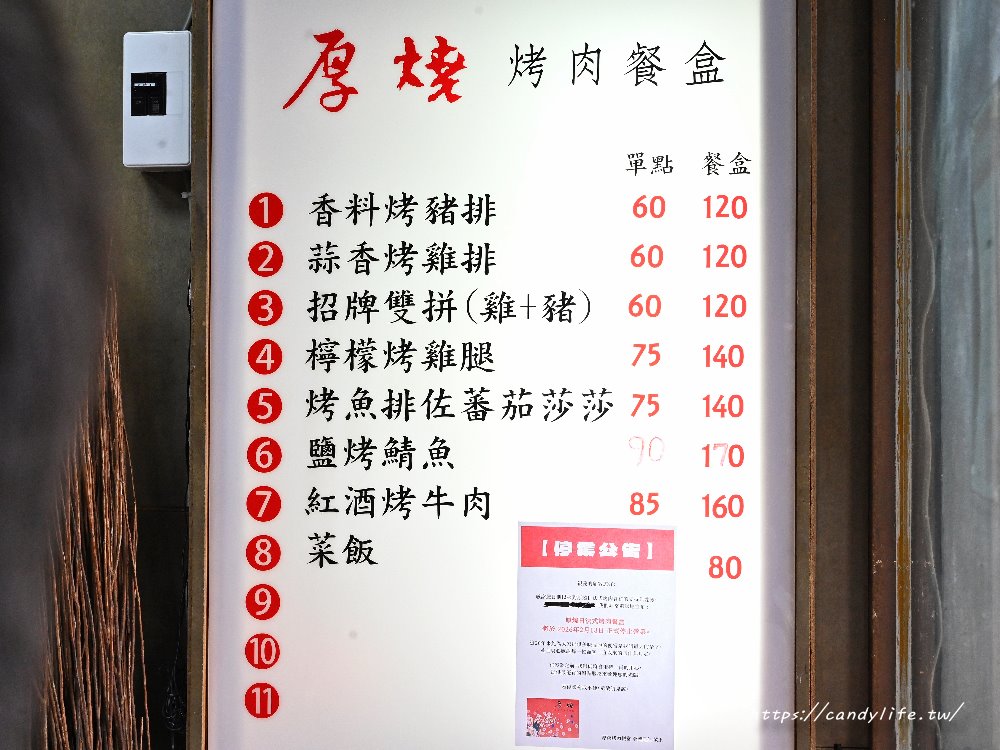 厚燒 烤肉餐盒
單點 餐盒
1 香料烤豬排 60 120
2 蒜香烤雞排 60 120
3 招牌雙拼(雞+豬) 60 120
4 檸檬烤雞腿 75 140
5 烤魚排佐蕃茄莎莎 75 140
6 鹽烤鯖魚 90 170
7 紅酒烤牛肉 85 160
8 菜飯 80
9
10
11
【停業公告】
https://candylife.tw/